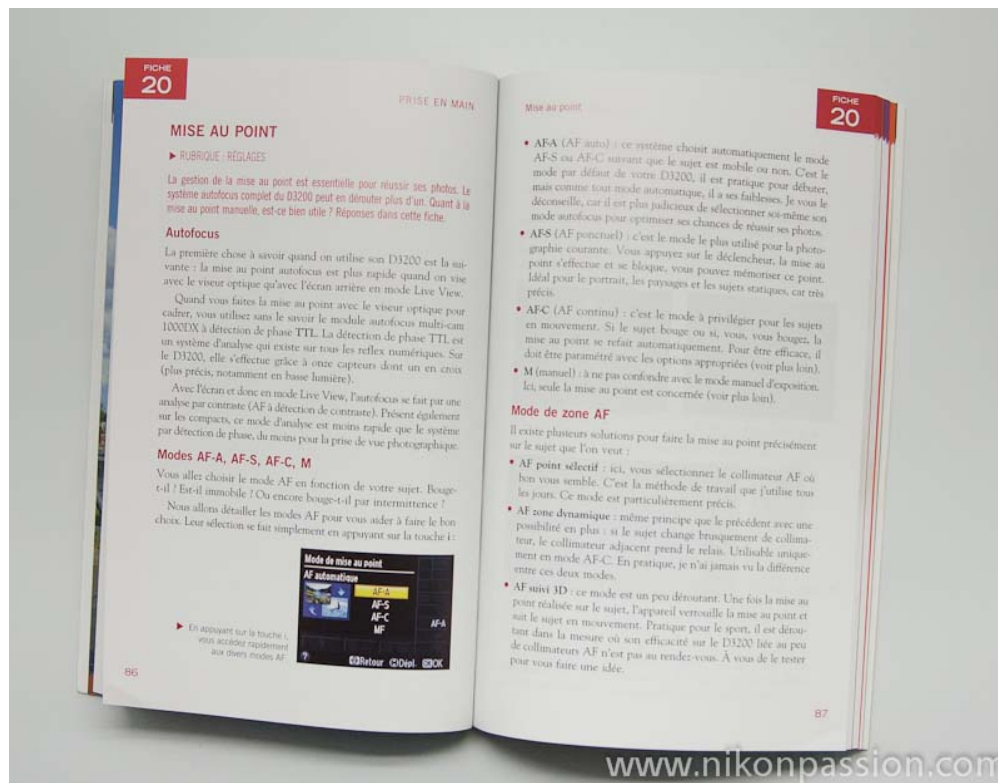 FICHE
20
PRISE EN MAIN
MISE AU POINT
► RUBRIQUE : RÉGLAGES
La gestion de la mise au point est essentielle pour réussir ses photos. Le
système autofocus complet du D3200 peut en dérouter plus d'un. Quant à la
mise au point manuelle, est-ce bien utile ? Réponses dans cette fiche.
Autofocus
La première chose à savoir quand on utilise son D3200 est la sui-
vante : la mise au point autofocus est plus rapide quand on vise
avec le viseur optique qu'avec l'écran arrière en mode Live View.
Quand vous faites la mise au point avec le viseur optique pour
cadrer, vous utilisez sans le savoir le module autofocus multi-cam
1000DX à détection de phase TTL. La détection de phase TTL est
un système d'analyse qui existe sur tous les reflex numériques. Sur
le D3200, elle s'effectue grâce à onze capteurs dont un en croix
(plus précis, notamment en basse lumière).
Avec l'écran et donc en mode Live View, l'autofocus se fait par une
analyse par contraste (AF à détection de contraste). Présent également
sur les compacts, ce mode d'analyse est moins rapide que le système
par détection de phase, du moins pour la prise de vue photographique.
Modes AF-A, AF-S, AF-C, M
Vous allez choisir le mode AF en fonction de votre sujet. Bouge-
t-il ? Est-il immobile ? Ou encore bouge-t-il par intermittence ?
Nous allons détailler les modes AF pour vous aider à faire le bon
choix. Leur sélection se fait simplement en appuyant sur la touche i :
Mode de mise au point
AF automatique
AF-A
AF-S
AF-C
MF
AF-A
?
Retour Dépl. OK
► En appuyant sur la touche i,
vous accédez rapidement
aux divers modes AF
86
Mise au point
FICHE
20
• AF-A (AF auto) : ce système choisit automatiquement le mode
AF-S ou AF-C suivant que le sujet est mobile ou non. C'est le
mode par défaut de votre D3200, il est pratique pour débuter,
mais comme tout mode automatique, il a ses faiblesses. Je vous le
déconseille, car il est plus judicieux de sélectionner soi-même son
mode autofocus pour optimiser ses chances de réussir ses photos.
• AF-S (AF ponctuel) : c'est le mode le plus utilisé pour la photo-
graphie courante. Vous appuyez sur le déclencheur, la mise au
point s'effectue et se bloque, vous pouvez mémoriser ce point.
Idéal pour le portrait, les paysages et les sujets statiques, car très
précis.
• AF-C (AF continu) : c'est le mode à privilégier pour les sujets
en mouvement. Si le sujet bouge ou si, vous, vous bougez, la
mise au point se refait automatiquement. Pour être efficace, il
doit être paramétré avec les options appropriées (voir plus loin).
• M (manuel) : à ne pas confondre avec le mode manuel d'exposition.
Ici, seule la mise au point est concernée (voir plus loin).
Mode de zone AF
Il existe plusieurs solutions pour faire la mise au point précisément
sur le sujet que l'on veut :
• AF point sélectif : ici, vous sélectionnez le collimateur AF où
bon vous semble. C'est la méthode de travail que j'utilise tous
les jours. Ce mode est particulièrement précis.
• AF zone dynamique : même principe que le précédent avec une
possibilité en plus : si le sujet change brusquement de collima-
teur, le collimateur adjacent prend le relais. Utilisable unique-
ment en mode AF-C. En pratique, je n'ai jamais vu la différence
entre ces deux modes.
• AF suivi 3D : ce mode est un peu déroutant. Une fois la mise au
point réalisée sur le sujet, l'appareil verrouille la mise au point et
suit le sujet en mouvement. Pratique pour le sport, il est dérou-
tant dans la mesure où son efficacité sur le D3200 liée au peu
de collimateurs AF n'est pas au rendez-vous. À vous de le tester
pour vous faire une idée.
87
www.nikonpassion.com